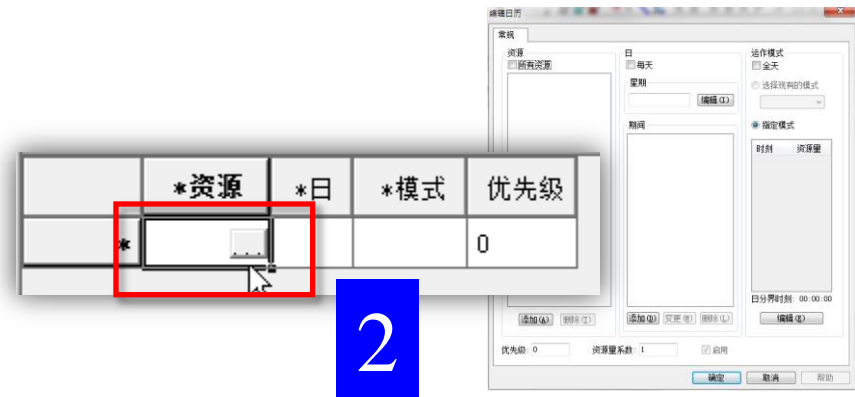 编辑日历
常规
资源
所有资源
添加(A)
删除(T)
日
每天
星期
编辑(I)
期间
添加(D)
变更(M)
删除(L)
运作模式
全天
选择现有的模式
指定模式
时刻 资源量
日分界时刻: 00:00:00
编辑(E)
优先级: 0 资源量系数: 1 启用
确定 取消 帮助
*资源 *日 *模式 优先级
* ... 0
2